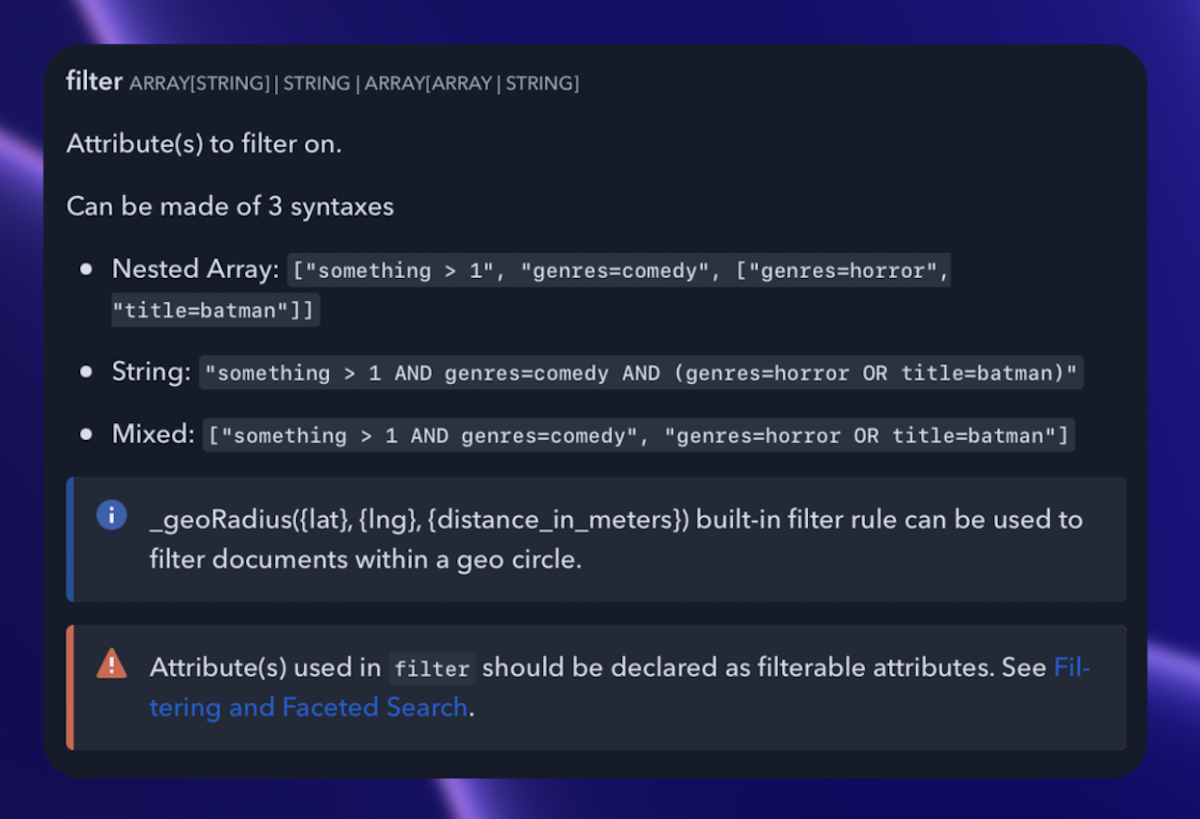 filter ARRAY[STRING] | STRING | ARRAY[ARRAY | STRING]
Attribute(s) to filter on.
Can be made of 3 syntaxes
• Nested Array: ["something > 1", "genres=comedy", ["genres=horror",
"title=batman"]]
• String: "something > 1 AND genres=comedy AND (genres=horror OR title=batman)"
• Mixed: ["something > 1 AND genres=comedy", "genres=horror OR title=batman"]
_geoRadius({lat}, {lng}, {distance_in_meters}) built-in filter rule can be used to
filter documents within a geo circle.
Attribute(s) used in filter should be declared as filterable attributes. See Fil-
tering and Faceted Search.